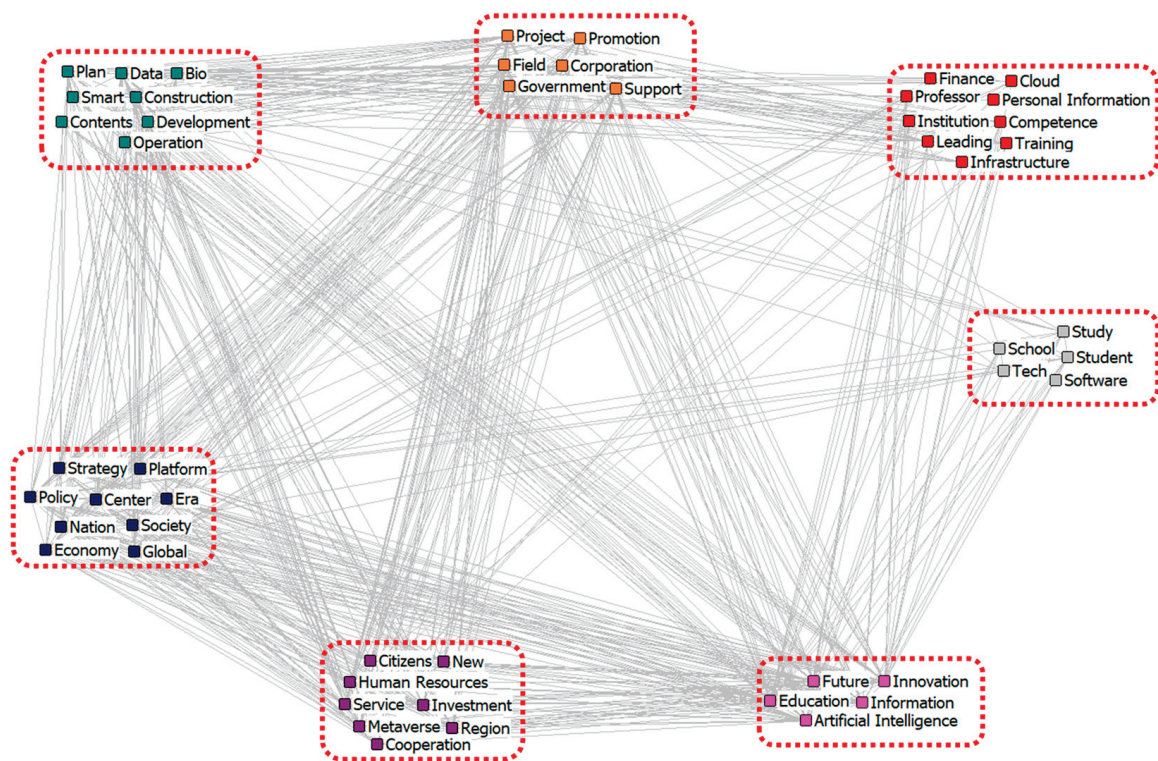 Plan Data Bio
Smart Construction
Contents Development
Operation
Project Promotion
Field Corporation
Government Support
Finance Cloud
Professor Personal Information
Institution Competence
Leading Training
Infrastructure
Study
School Student
Tech Software
Strategy Platform
Policy Center Era
Nation Society
Economy Global
Citizens New
Human Resources
Service Investment
Metaverse Region
Cooperation
Future Innovation
Education Information
Artificial Intelligence